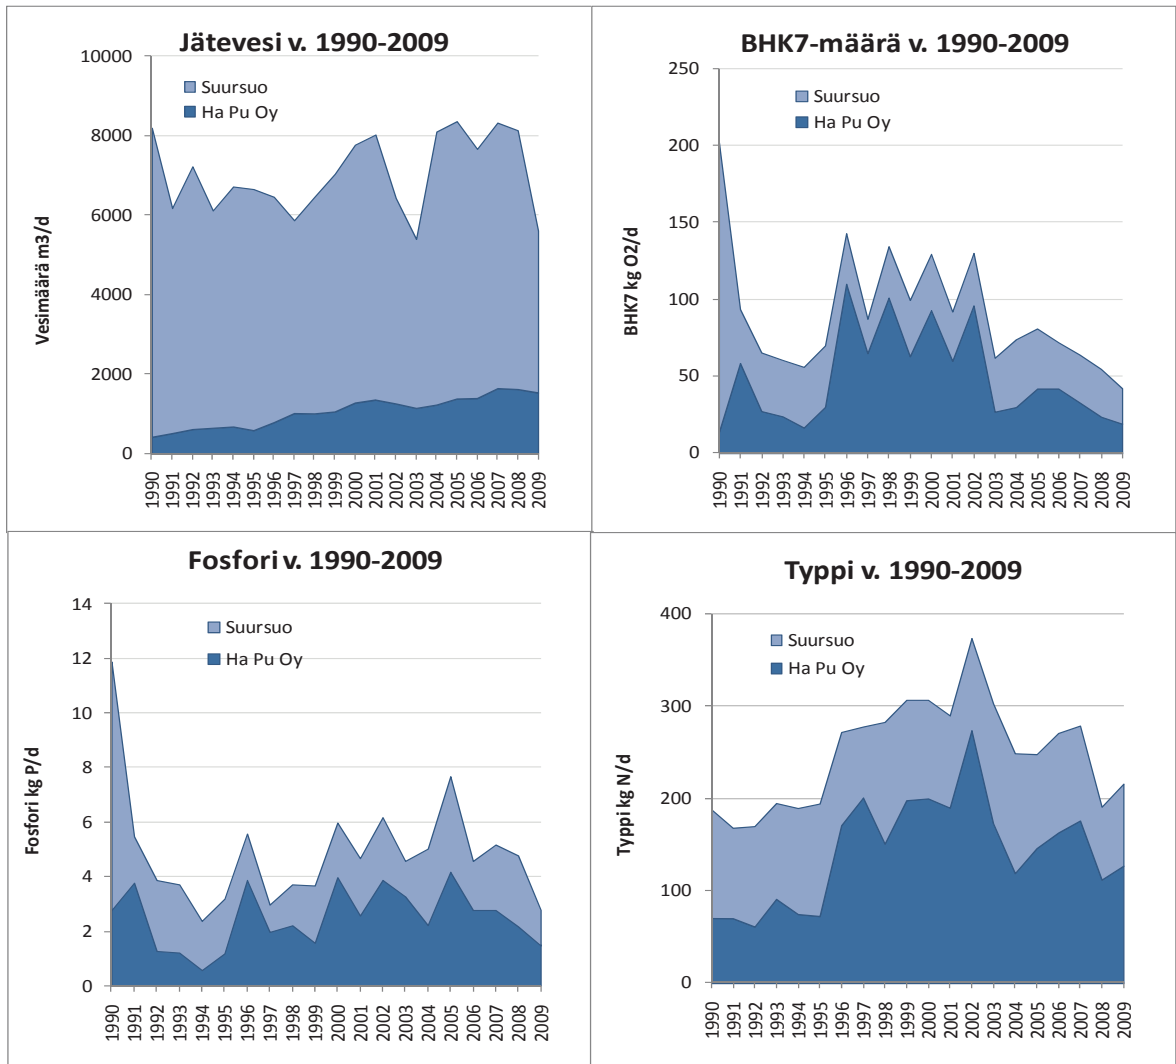 Jätevesi v. 1990-2009
Suursuo
Ha Pu Oy
Vesimäärä m3/d
10000
8000
6000
4000
2000
0
1990 1991 1992 1993 1994 1995 1996 1997 1998 1999 2000 2001 2002 2003 2004 2005 2006 2007 2008 2009
BHK7-määrä v. 1990-2009
Suursuo
Ha Pu Oy
BHK7 kg O2/d
250
200
150
100
50
0
1990 1991 1992 1993 1994 1995 1996 1997 1998 1999 2000 2001 2002 2003 2004 2005 2006 2007 2008 2009
Fosfori v. 1990-2009
Suursuo
Ha Pu Oy
Fosfori kg P/d
14
12
10
8
6
4
2
0
1990 1991 1992 1993 1994 1995 1996 1997 1998 1999 2000 2001 2002 2003 2004 2005 2006 2007 2008 2009
Typpi v. 1990-2009
Suursuo
Ha Pu Oy
Typpi kg N/d
400
300
200
100
0
1990 1991 1992 1993 1994 1995 1996 1997 1998 1999 2000 2001 2002 2003 2004 2005 2006 2007 2008 2009